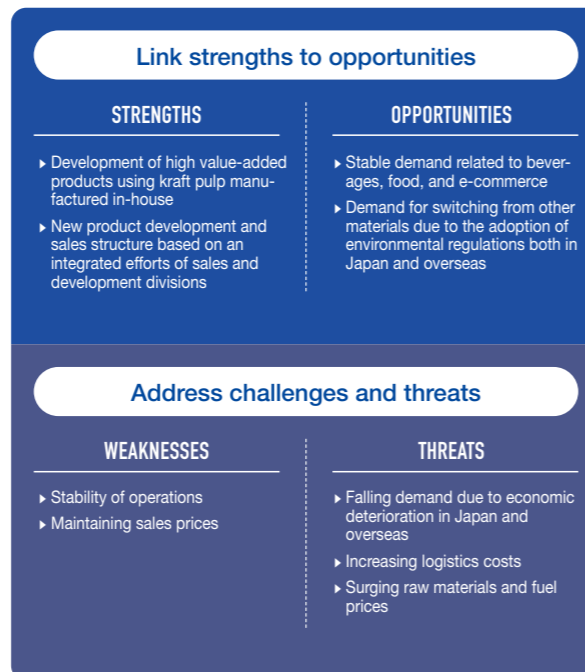 Link strengths to opportunities
STRENGTHS
▸ Development of high value-added
products using kraft pulp manu-
factured in-house
▸ New product development and
sales structure based on an
integrated efforts of sales and
development divisions
OPPORTUNITIES
▸ Stable demand related to bever-
ages, food, and e-commerce
▸ Demand for switching from other
materials due to the adoption of
environmental regulations both in
Japan and overseas
Address challenges and threats
WEAKNESSES
▸ Stability of operations
▸ Maintaining sales prices
THREATS
▸ Falling demand due to economic
deterioration in Japan and
overseas
▸ Increasing logistics costs
▸ Surging raw materials and fuel
prices